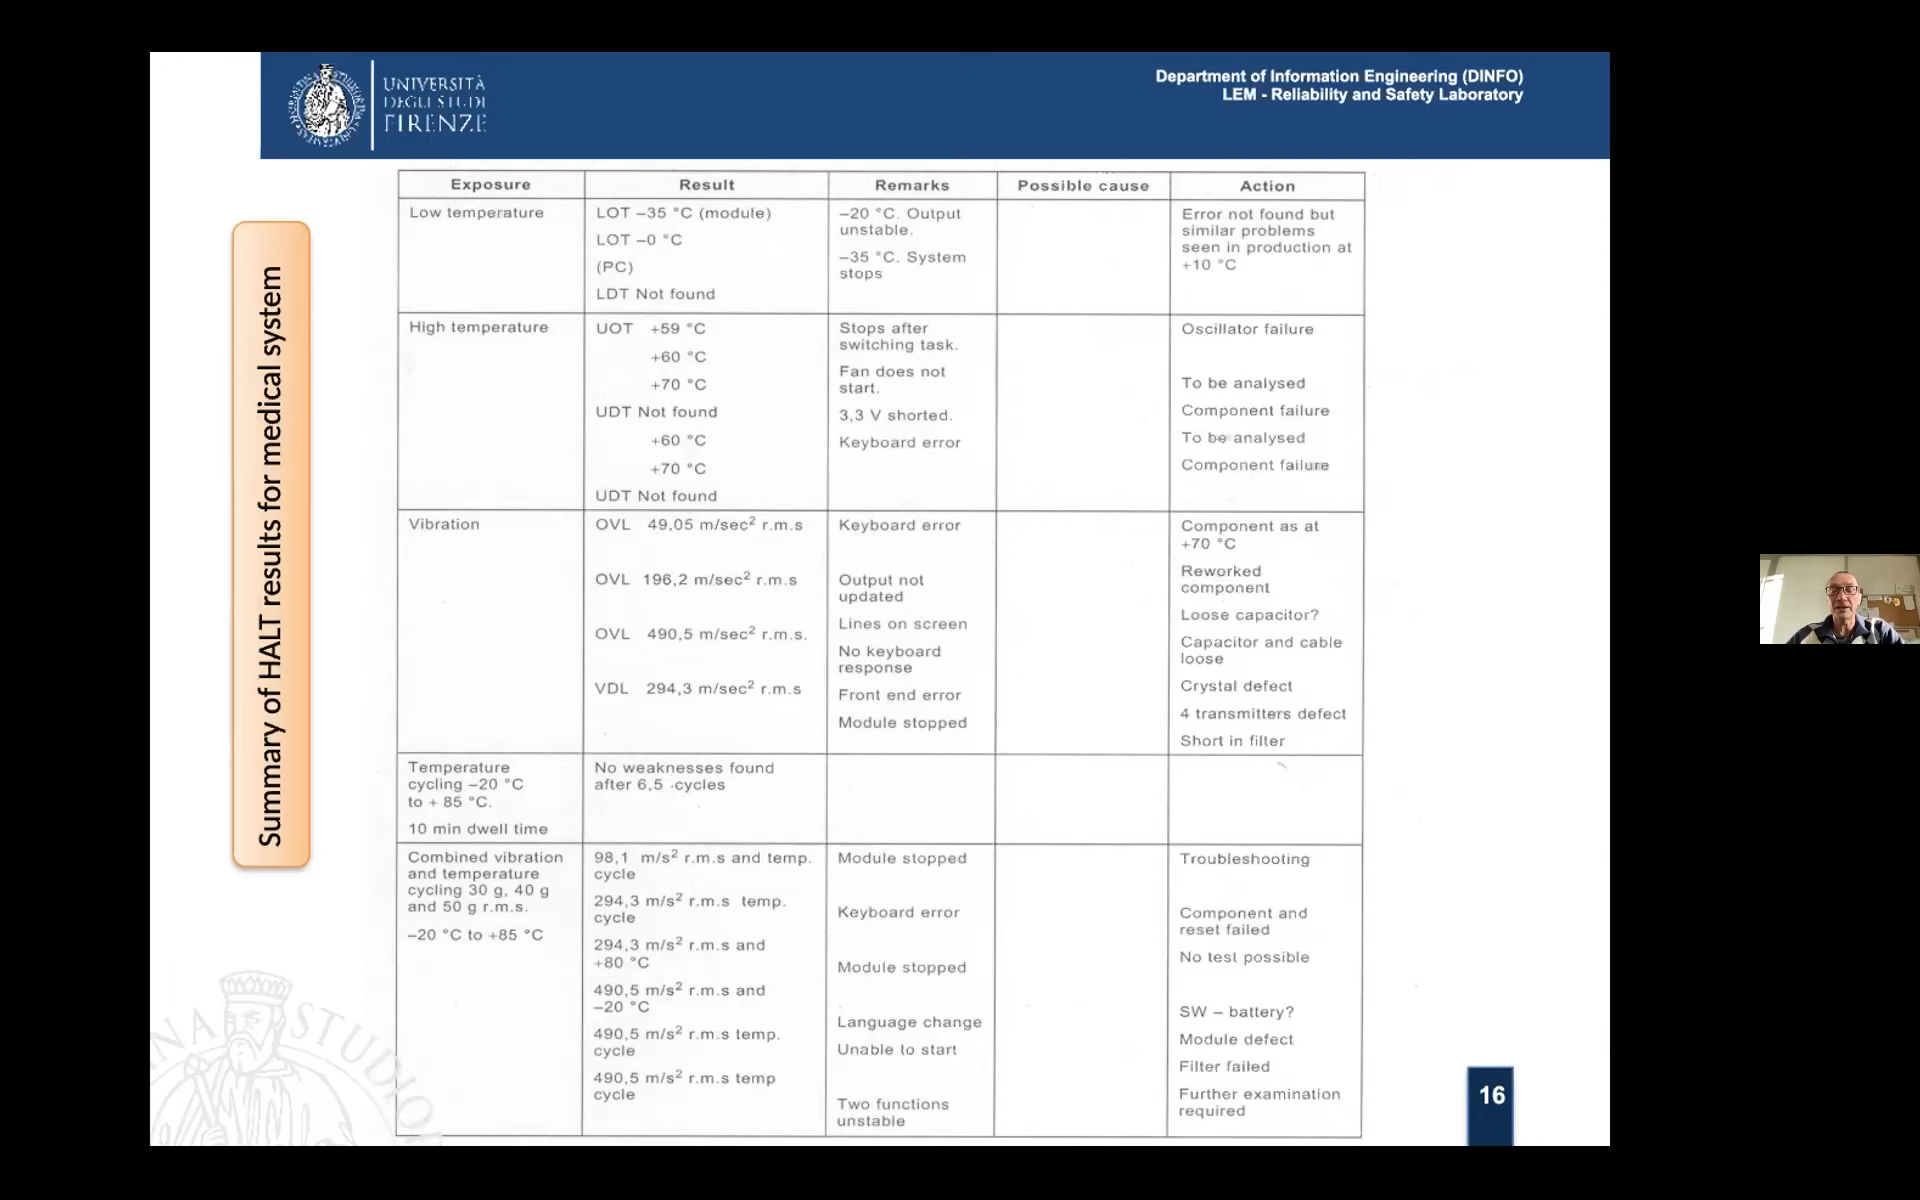 UNIVERSITÀ
DEGLI STUDI
FIRENZE
Department of Information Engineering (DINFO)
LEM - Reliability and Safety Laboratory
Summary of HALT results for medical system
Exposure
Result
Remarks
Possible cause
Action
Low temperature
LOT –35 °C (module)
LOT –0 °C
(PC)
LDT Not found
–20 °C. Output
unstable.
–35 °C. System
stops
Error not found but
similar problems
seen in production at
+10 °C
High temperature
UOT +59 °C
+60 °C
+70 °C
UDT Not found
+60 °C
+70 °C
UDT Not found
Stops after
switching task.
Fan does not
start.
3,3 V shorted.
Keyboard error
Oscillator failure
To be analysed
Component failure
To be analysed
Component failure
Vibration
OVL 49,05 m/sec² r.m.s
OVL 196,2 m/sec² r.m.s
OVL 490,5 m/sec² r.m.s.
VDL 294,3 m/sec² r.m.s
Keyboard error
Output not
updated
Lines on screen
No keyboard
response
Front end error
Module stopped
Component as at
+70 °C
Reworked
component
Loose capacitor?
Capacitor and cable
loose
Crystal defect
4 transmitters defect
Short in filter
Temperature
cycling –20 °C
to + 85 °C.
10 min dwell time
No weaknesses found
after 6,5 cycles
Combined vibration
and temperature
cycling 30 g, 40 g
and 50 g r.m.s.
–20 °C to +85 °C
98,1 m/s² r.m.s and temp.
cycle
294,3 m/s² r.m.s temp.
cycle
294,3 m/s² r.m.s and
+80 °C
490,5 m/s² r.m.s and
–20 °C
490,5 m/s² r.m.s temp.
cycle
490,5 m/s² r.m.s temp
cycle
Module stopped
Keyboard error
Module stopped
Language change
Unable to start
Two functions
unstable
Troubleshooting
Component and
reset failed
No test possible
SW – battery?
Module defect
Filter failed
Further examination
required
16